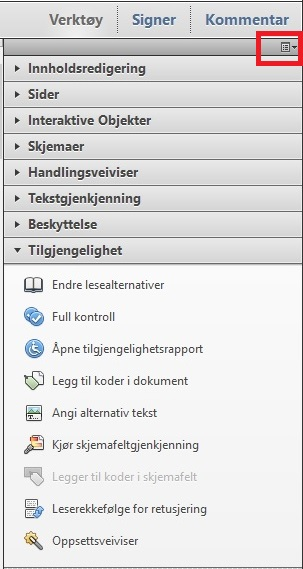 Verktøy Signer Kommentar
Innholdsredigering
Sider
Interaktive Objekter
Skjemaer
Handlingsveiviser
Tekstgjenkjenning
Beskyttelse
Tilgjengelighet
Endre lesealternativer
Full kontroll
Åpne tilgjengelighetsrapport
Legg til koder i dokument
Angi alternativ tekst
Kjør skjemafeltgjenkjenning
Legger til koder i skjemafelt
Leserekkefølge for retusjering
Oppsettsveiviser